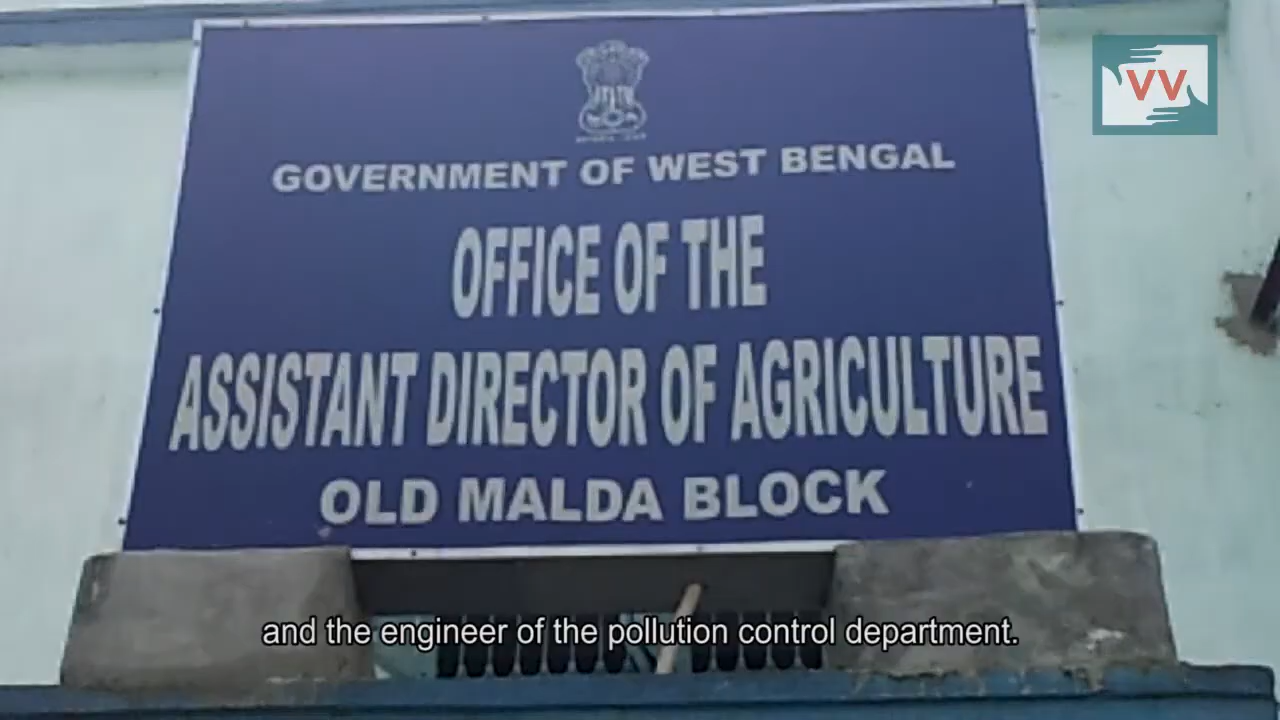 VV
GOVERNMENT OF WEST BENGAL
OFFICE OF THE
ASSISTANT DIRECTOR OF AGRICULTURE
OLD MALDA BLOCK
and the engineer of the pollution control department.